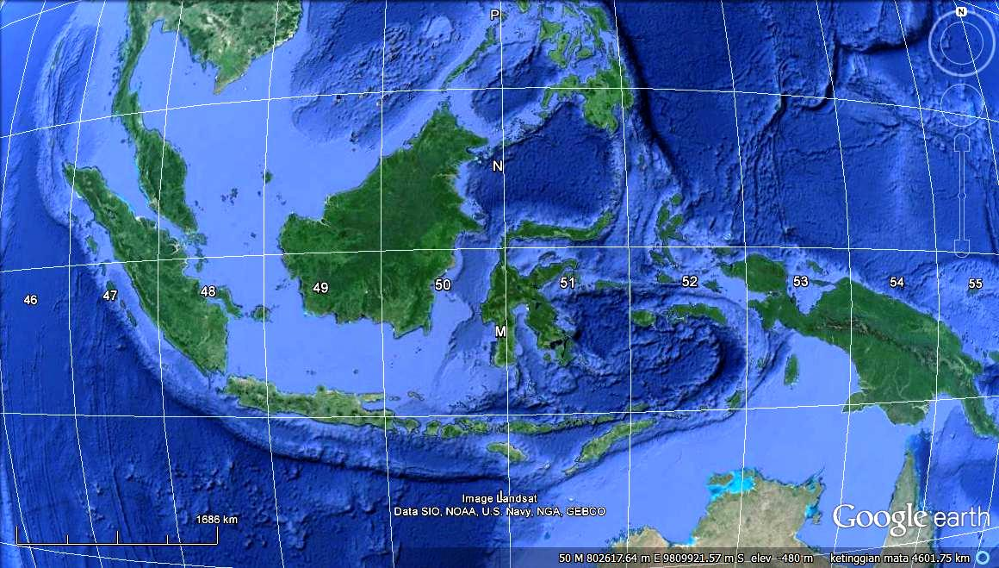 N
P
N
46
47
48
49
50
51
52
53
54
55
M
L
Image Landsat
Data SIO, NOAA, U.S. Navy, NGA, GEBCO
1686 km
Google earth
50 M 802617.64 m E 9809921.57 m S elev -480 m ketinggian mata 4601.75 km